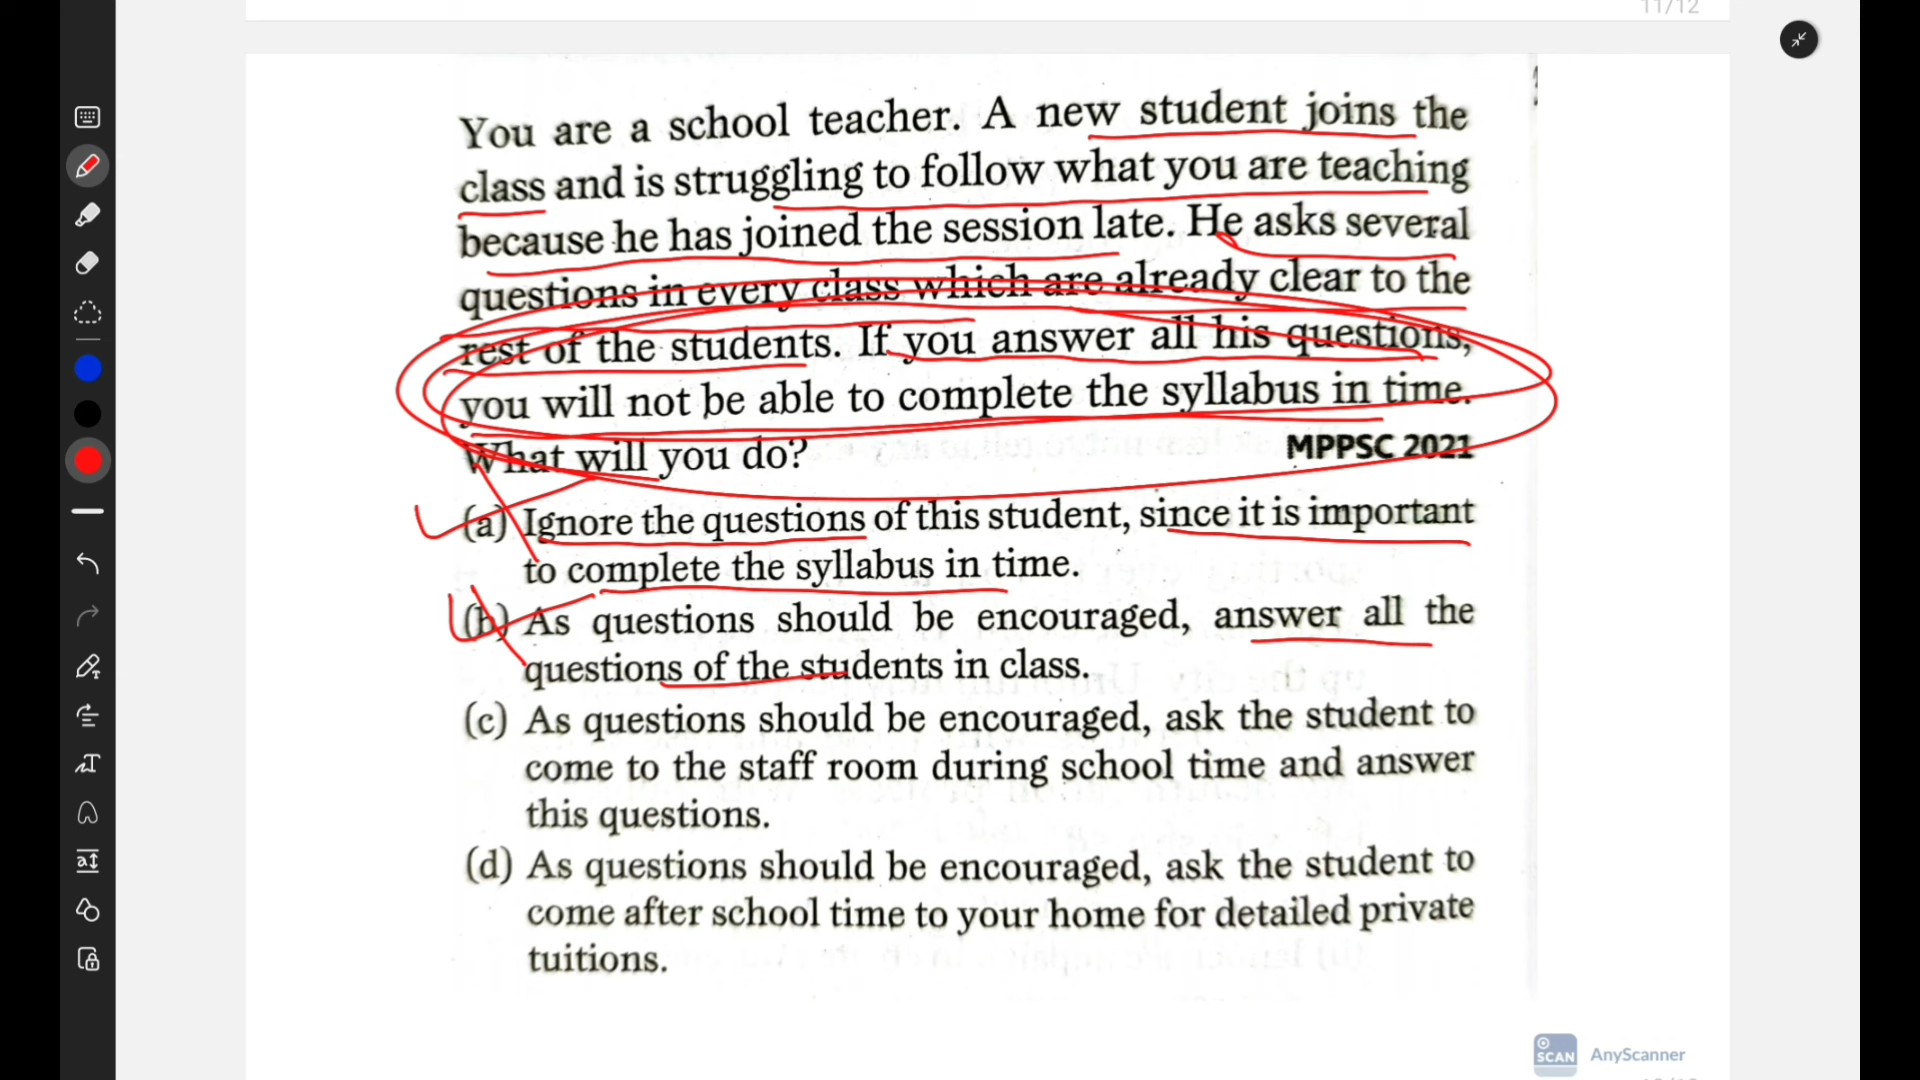 11/12
You are a school teacher. A new student joins the
class and is struggling to follow what you are teaching
because he has joined the session late. He asks several
questions in every class which are already clear to the
rest of the students. If you answer all his questions,
you will not be able to complete the syllabus in time.
What will you do? MPPSC 2021
(a) Ignore the questions of this student, since it is important
to complete the syllabus in time.
(b) As questions should be encouraged, answer all the
questions of the students in class.
(c) As questions should be encouraged, ask the student to
come to the staff room during school time and answer
this questions.
(d) As questions should be encouraged, ask the student to
come after school time to your home for detailed private
tuitions.
SCAN AnyScanner